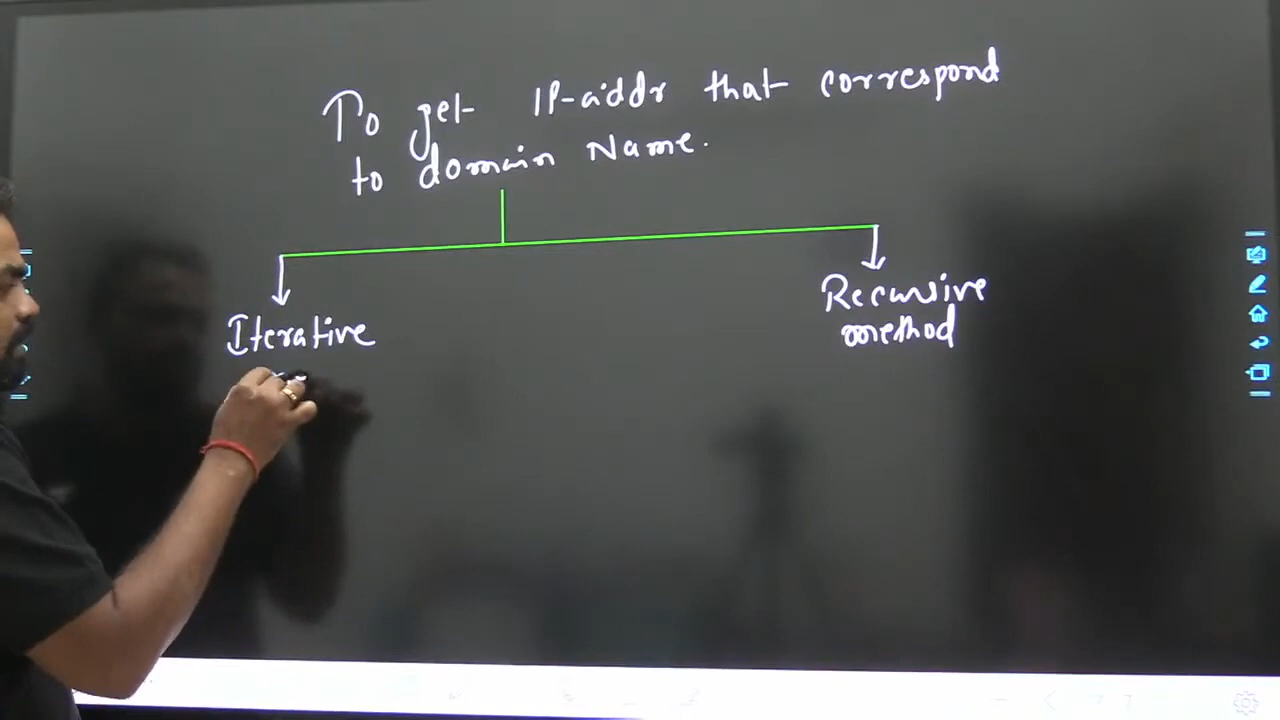 To get IP-addr that correspond
to domain Name.
Iterative
Recursive
method